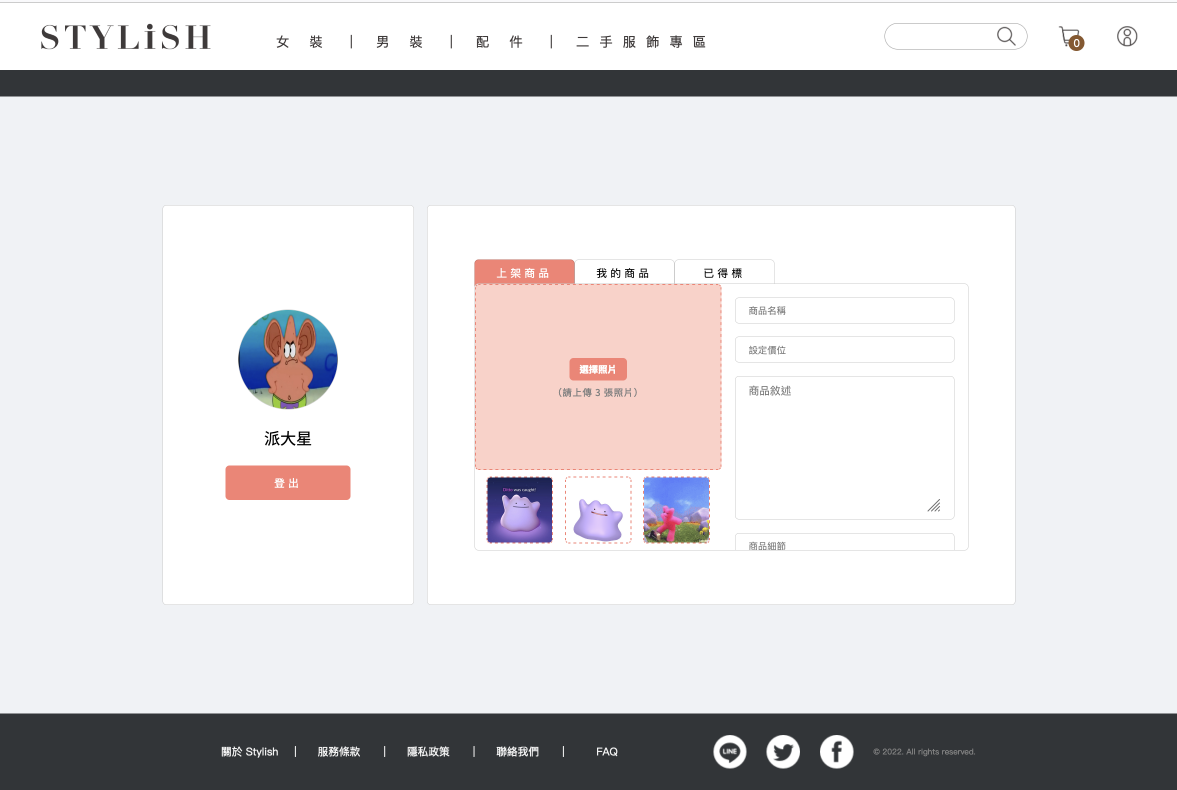 STYLiSH
女裝 | 男裝 | 配件 | 二手服飾專區
0
上架商品
我的商品
已得標
選擇照片
（請上傳 3 張照片）
商品名稱
設定價位
商品敘述
商品細節
Ditto was caught!
派大星
登出
關於 Stylish | 服務條款 | 隱私政策 | 聯絡我們 | FAQ
LINE
© 2022. All rights reserved.